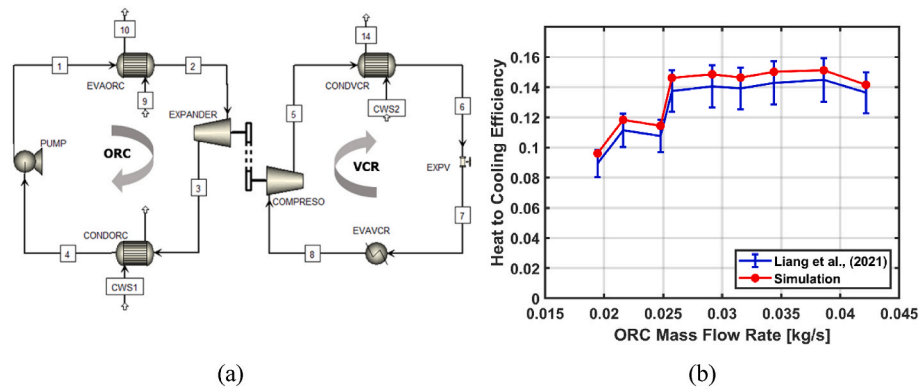 10
1
EVAORC
2
9
EXPANDER
PUMP
ORC
3
CONDORC
4
CWS1
14
CONDVCR
CWS2
5
6
VCR
EXPV
COMPRESO
7
EVAVCR
8
(a)
Heat to Cooling Efficiency
0.16
0.14
0.12
0.1
0.08
0.06
0.04
0.02
0
Liang et al., (2021)
Simulation
0.015 0.02 0.025 0.03 0.035 0.04 0.045
ORC Mass Flow Rate [kg/s]
(b)